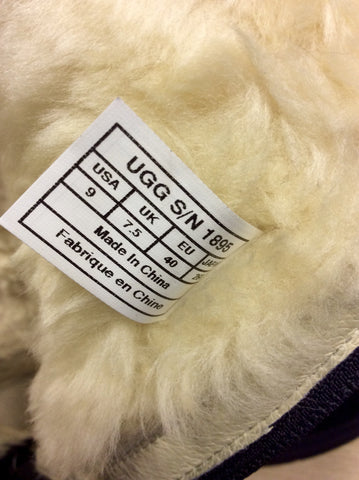 UGG S/N 1895
USA UK EU
9 7.5 40
Made In China
Fabrique en Chine